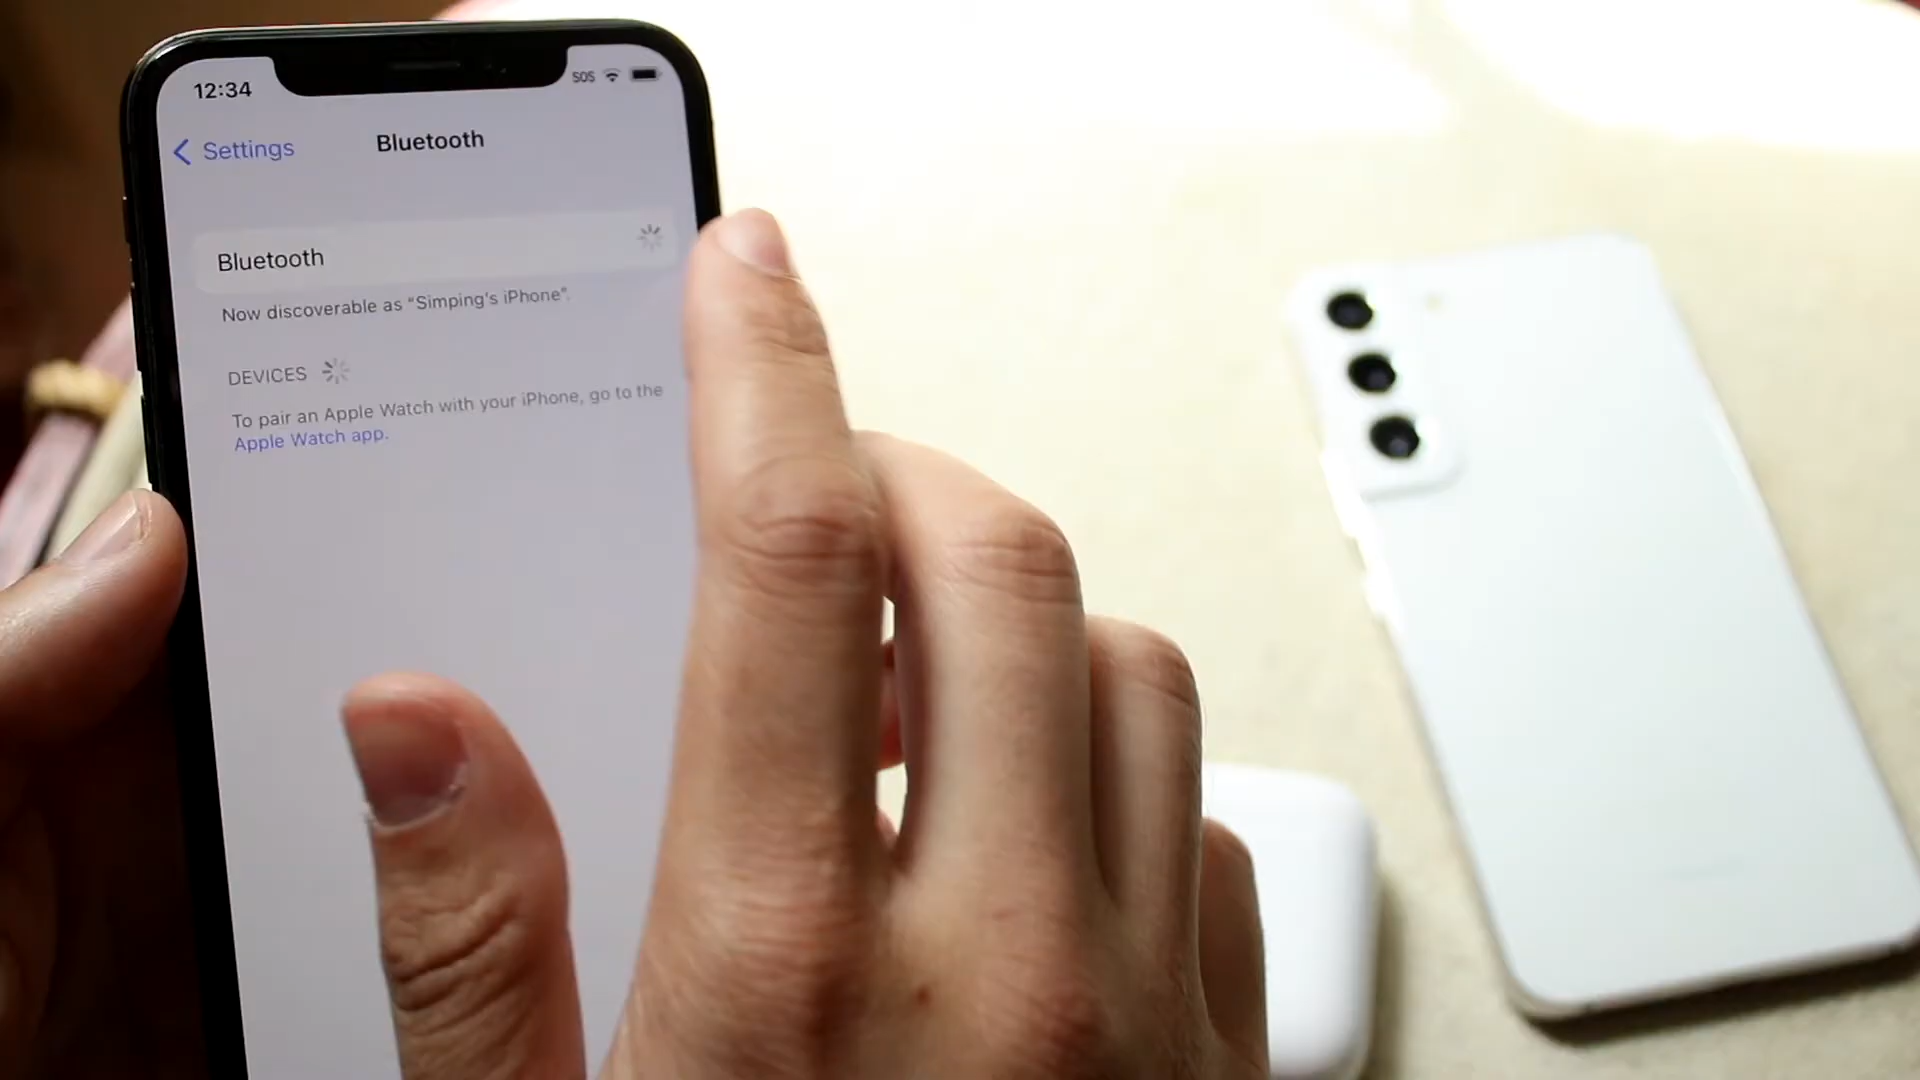 12:34
SOS
Settings
Bluetooth
Bluetooth
Now discoverable as “Simping’s iPhone”.
DEVICES
To pair an Apple Watch with your iPhone, go to the
Apple Watch app.